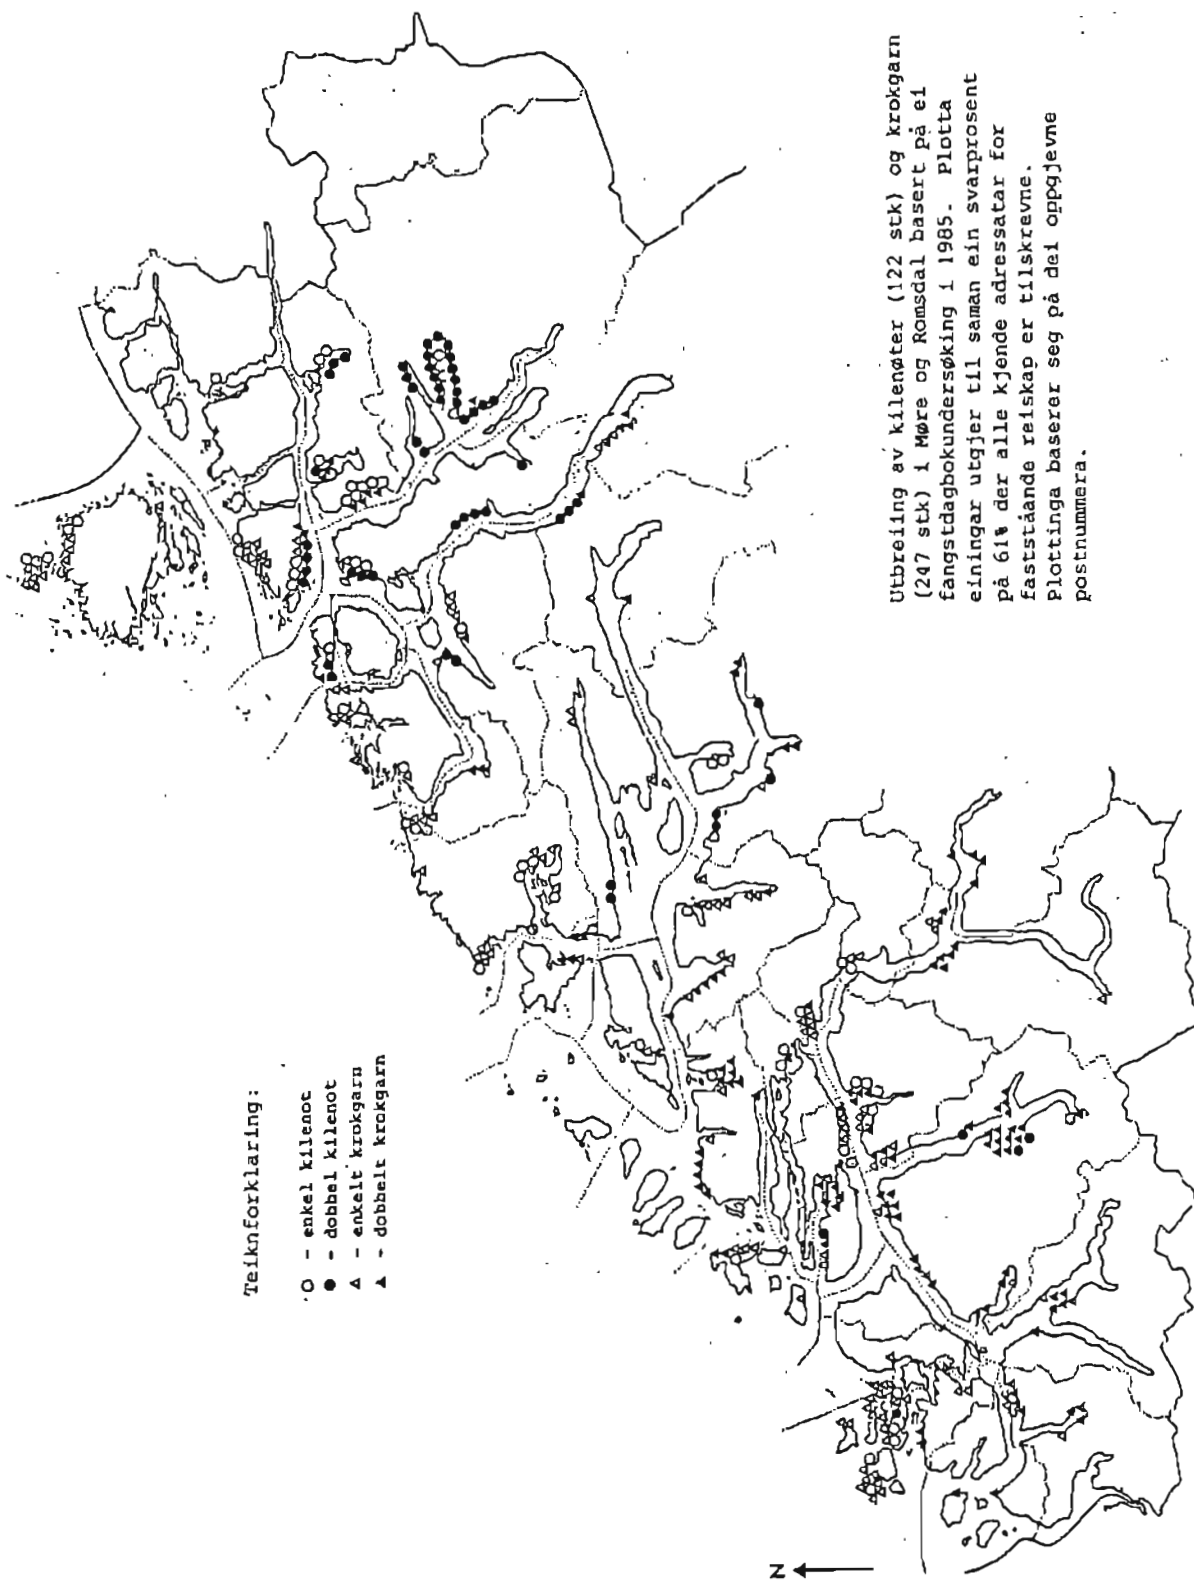 Teiknforklaring:
O - enkel kilenot
● - dobbel kilenot
△ - enkelt krokgarn
▲ - dobbelt krokgarn
Utbreiing av kilenøter (122 stk) og krokgarn
(247 stk) i Møre og Romsdal basert på ei
fangstdagbokundersøking i 1985. Plotta
einingar utgjer til saman ein svarprosent
på 61% der alle kjende adressatar for
faststående reiskap er tilskrevne.
Plottinga baserer seg på dei oppgjevne
postnummera.
N